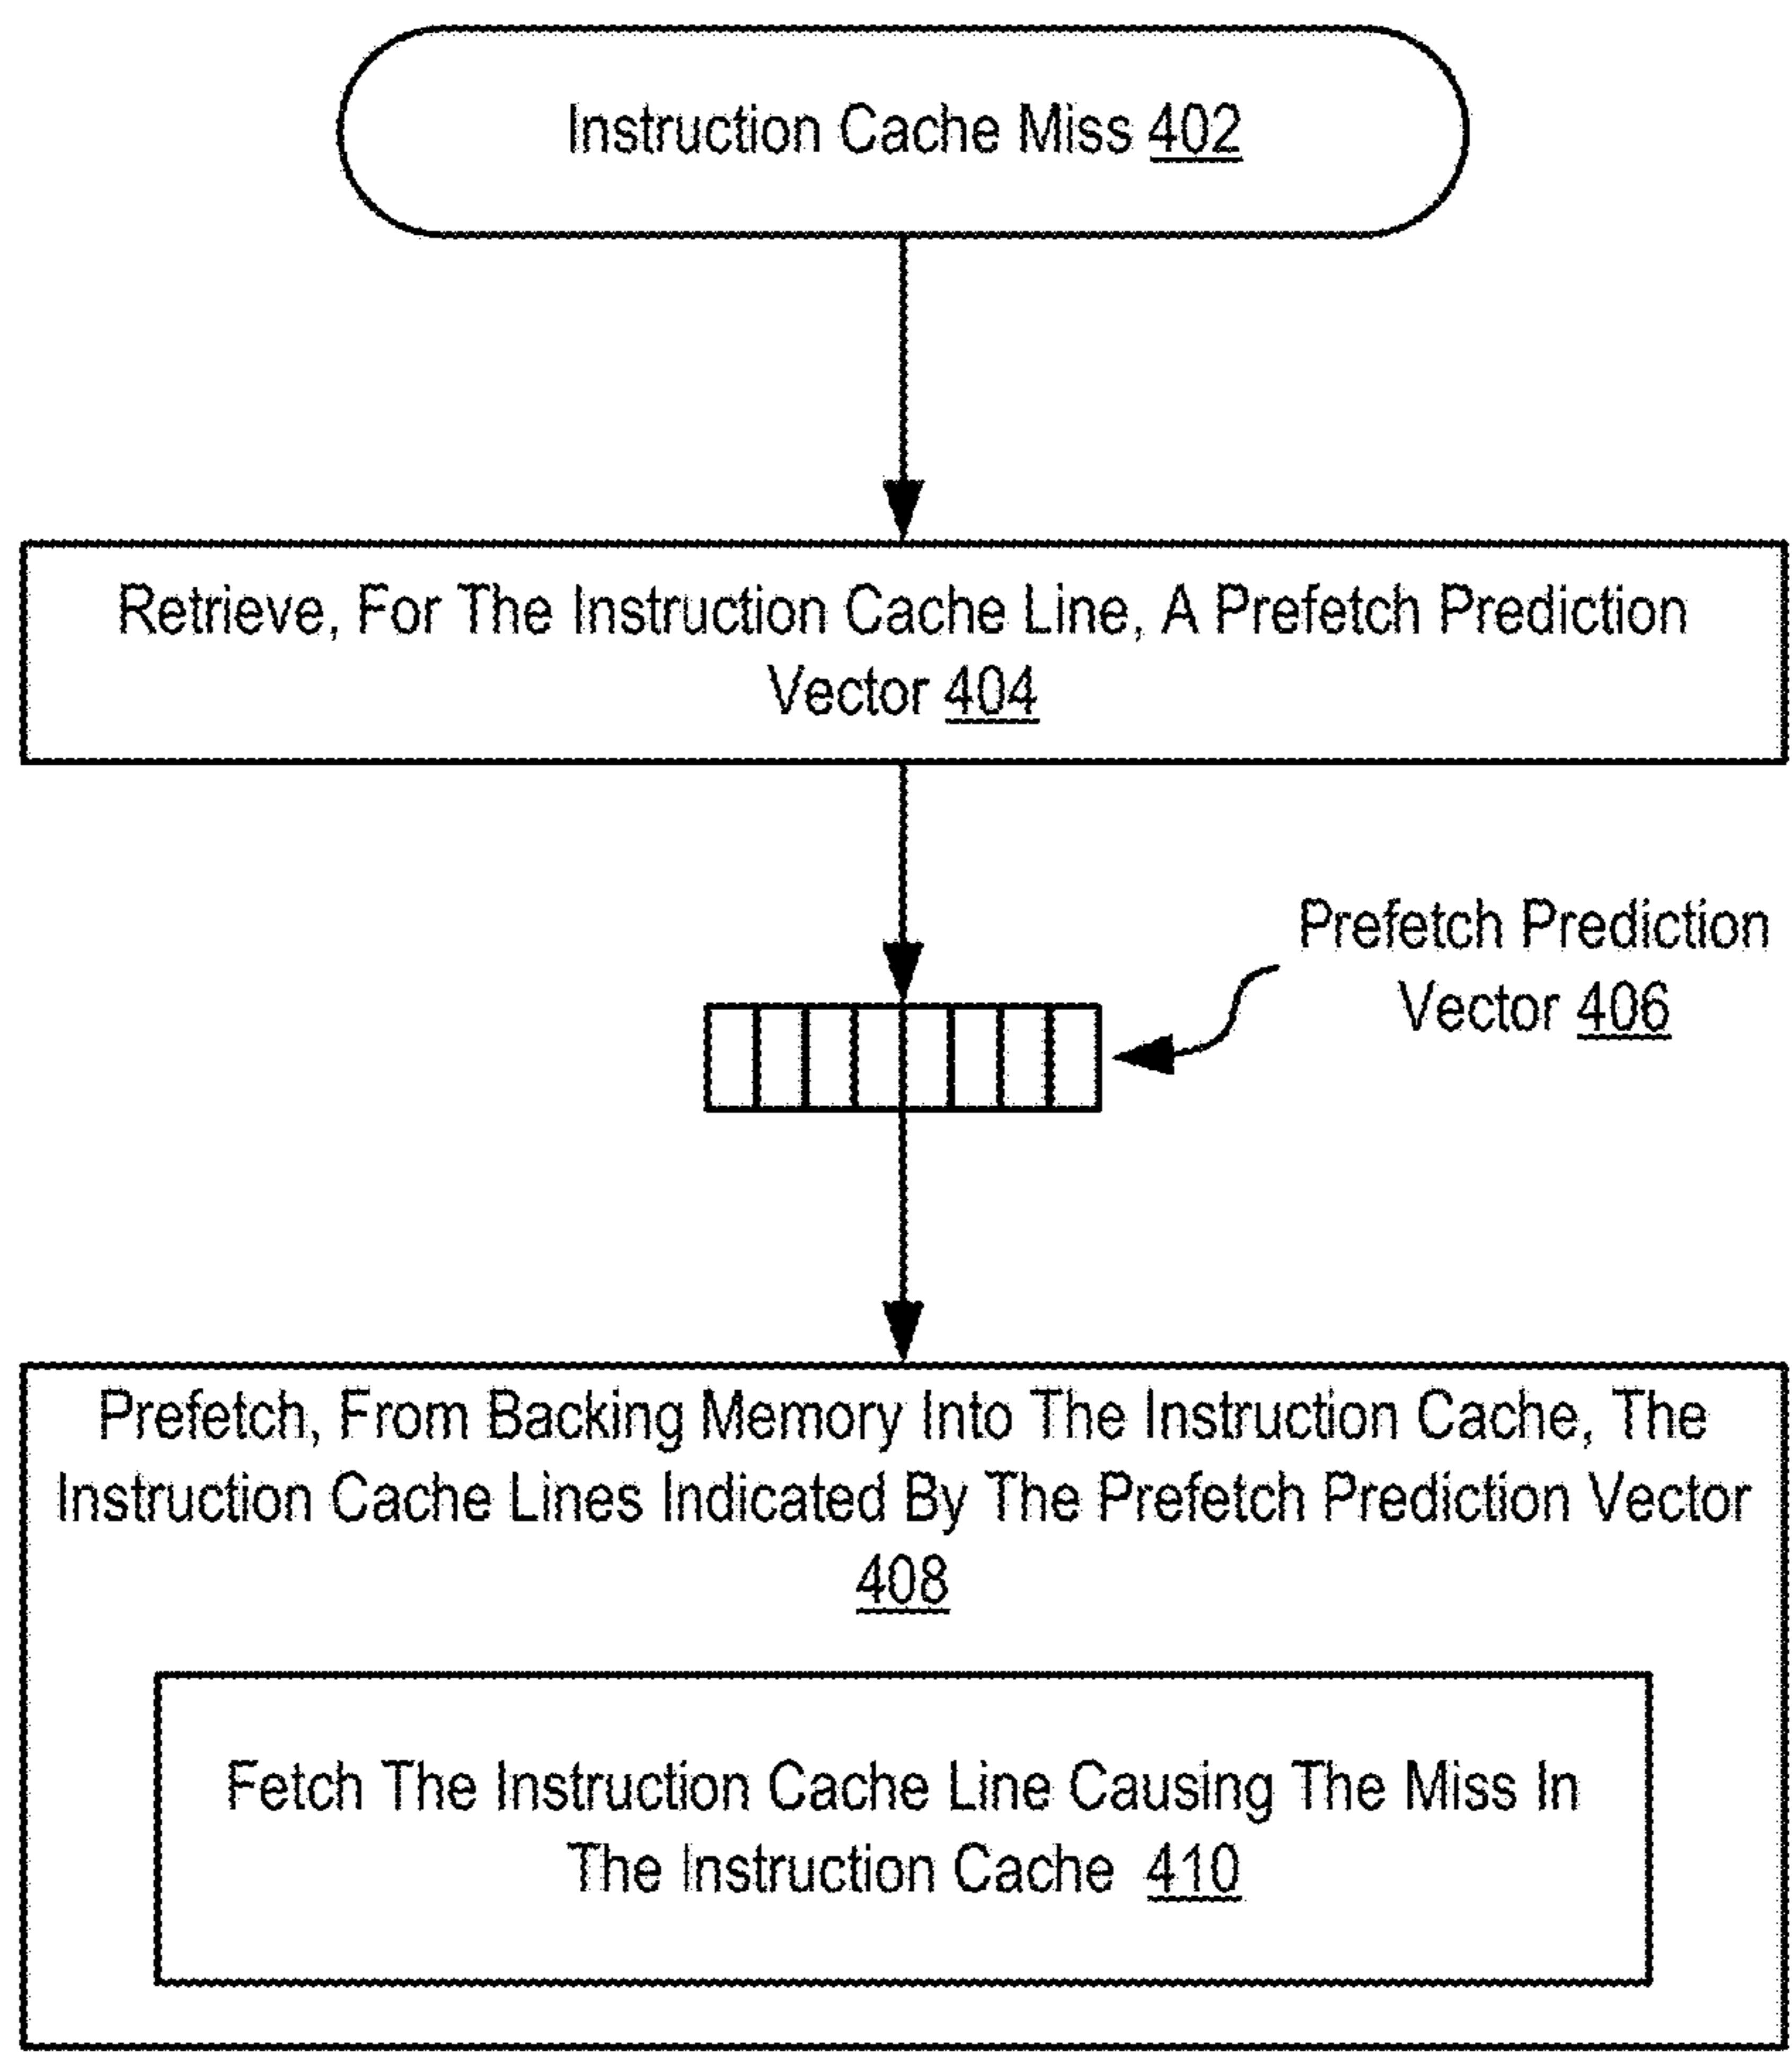 Instruction Cache Miss 402
Retrieve, For The Instruction Cache Line, A Prefetch Prediction
Vector 404
Prefetch Prediction
Vector 406
Prefetch, From Backing Memory Into The Instruction Cache, The
Instruction Cache Lines Indicated By The Prefetch Prediction Vector
408
Fetch The Instruction Cache Line Causing The Miss In
The Instruction Cache 410